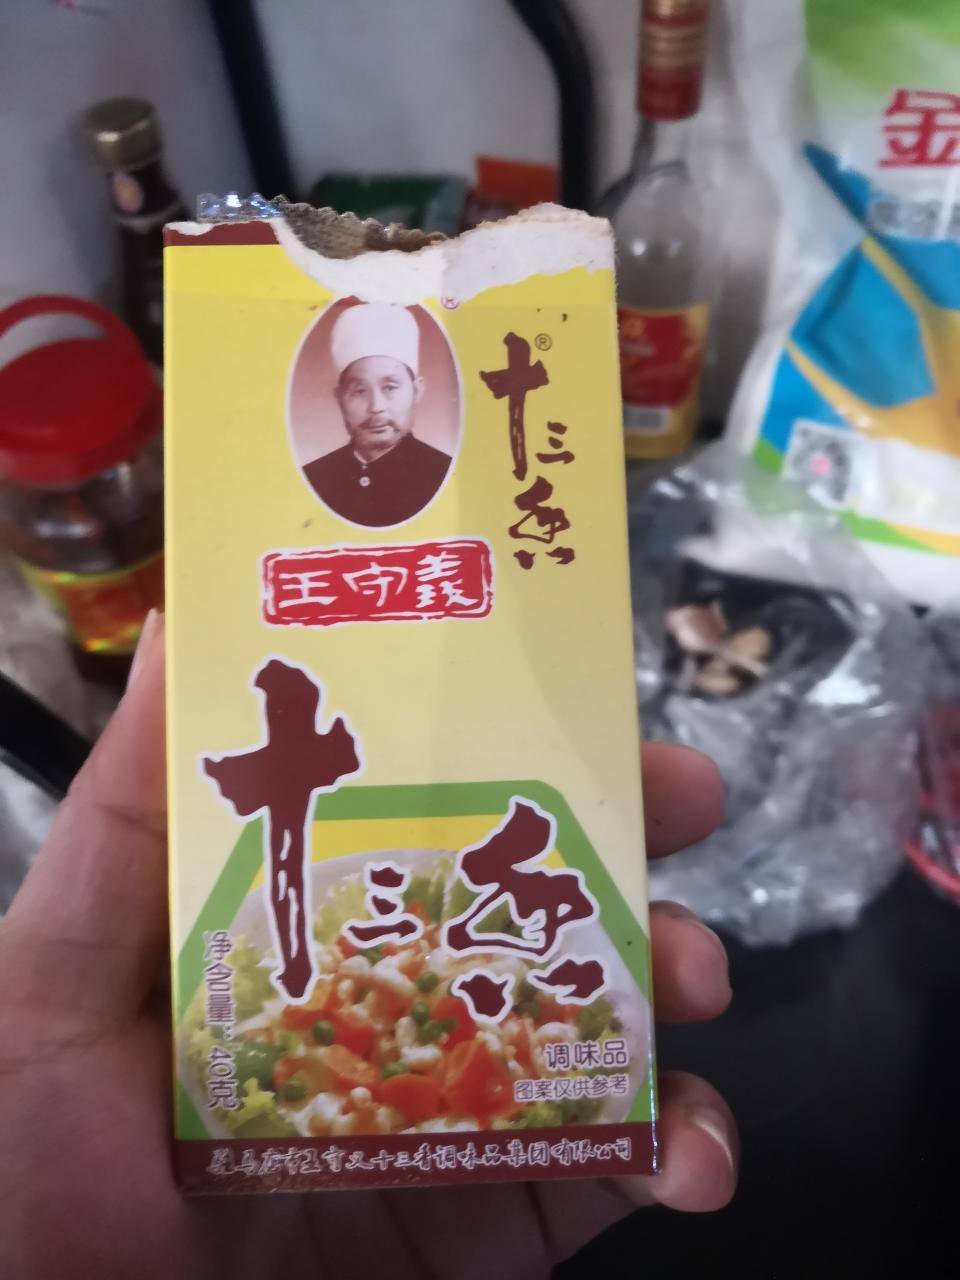 金
®
十三香
®
王守義
十三香
净含量：40克
调味品
图案仅供参考
驻马店市王守义十三香调味品集团有限公司